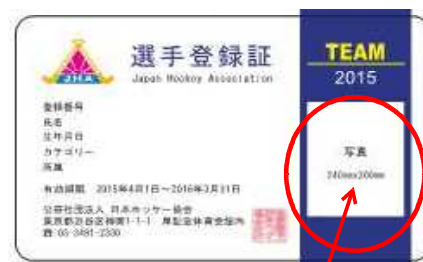 JHA
選手登録証
Japan Hockey Association
TEAM
2015
登録番号
氏名
生年月日
カテゴリー
所属
写真
240mm×300mm
有効期間 2015年4月1日~2016年3月31日
公益社団法人 日本ホッケー協会
東京都渋谷区神南1-1-1 岸記念体育会館内
☎ 03-3481-2330